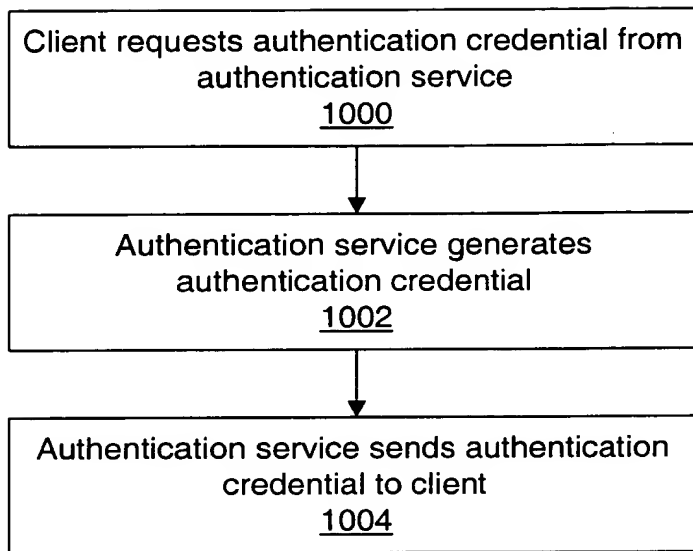 Client requests authentication credential from
authentication service
1000
Authentication service generates
authentication credential
1002
Authentication service sends authentication
credential to client
1004